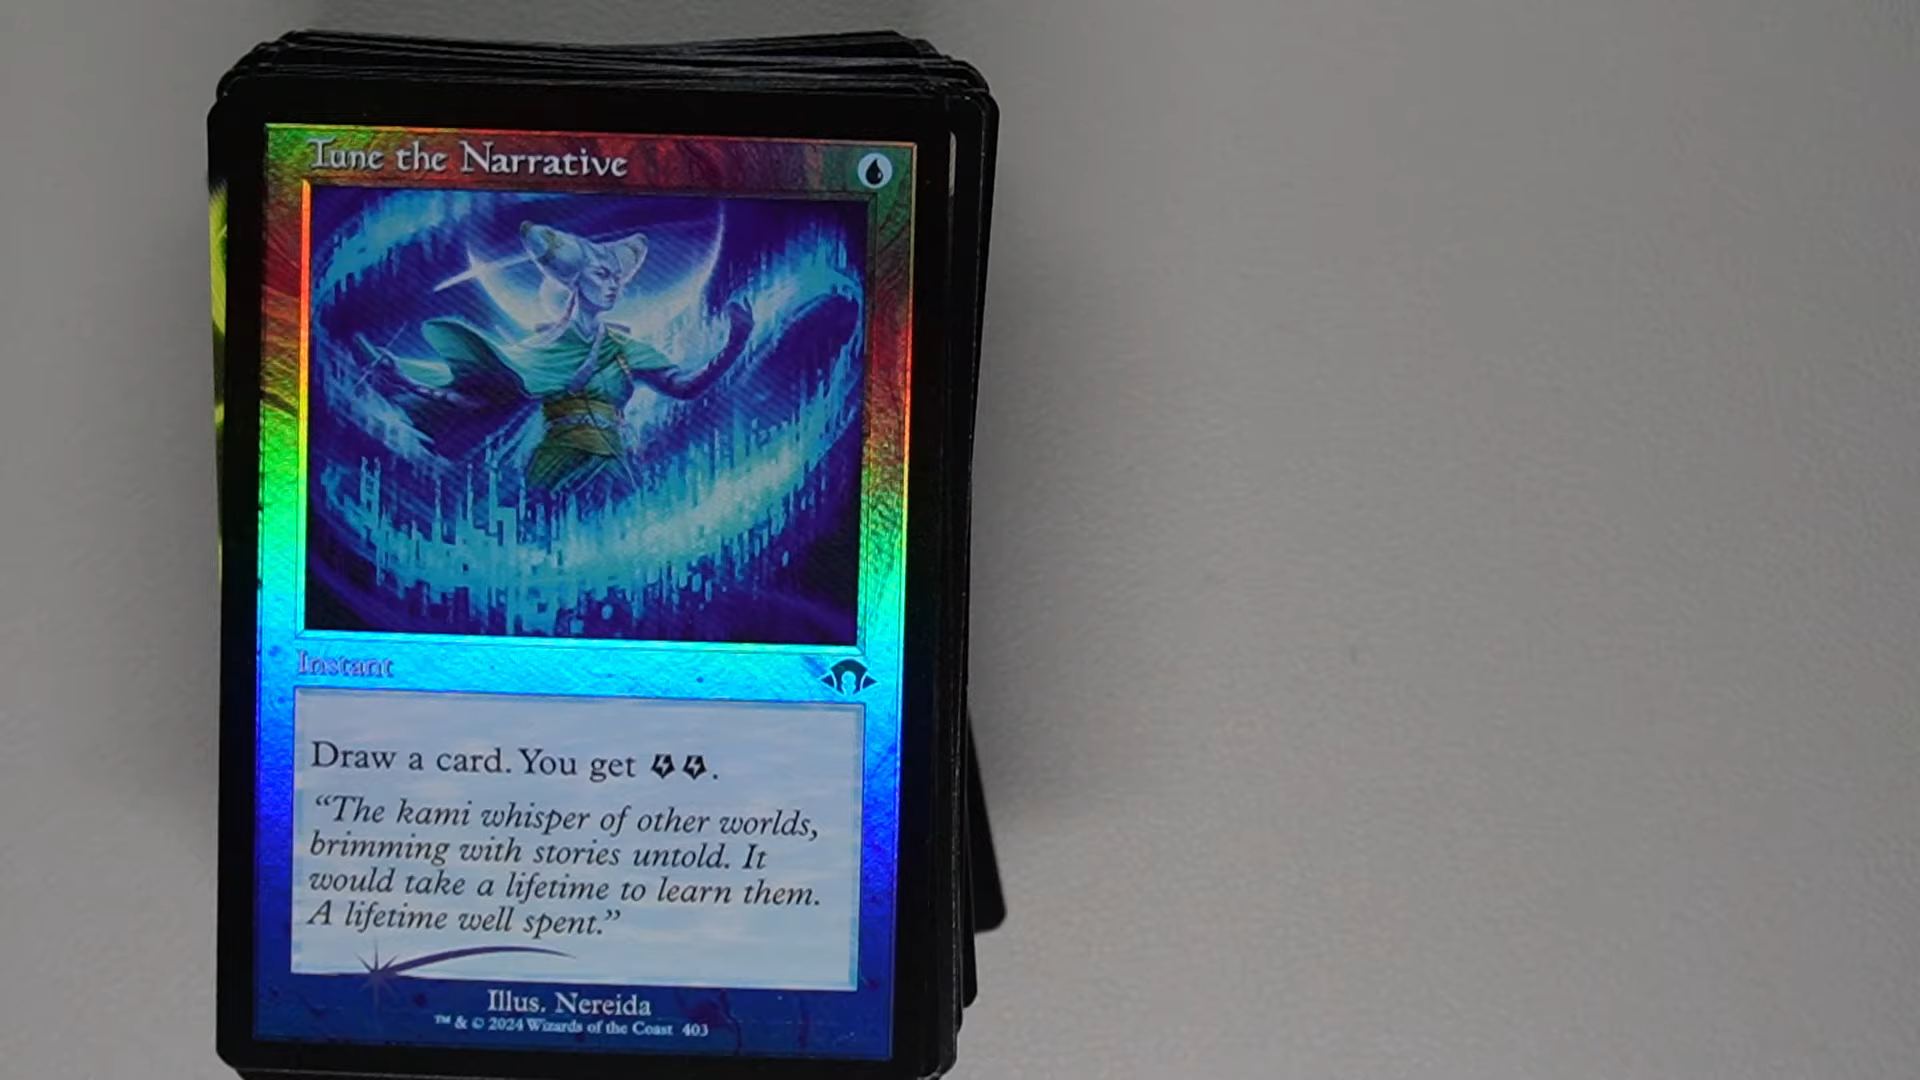 Tune the Narrative
Instant
Draw a card. You get
“The kami whisper of other worlds,
brimming with stories untold. It
would take a lifetime to learn them.
A lifetime well spent.”
Illus. Nereida
™ & © 2024 Wizards of the Coast 403